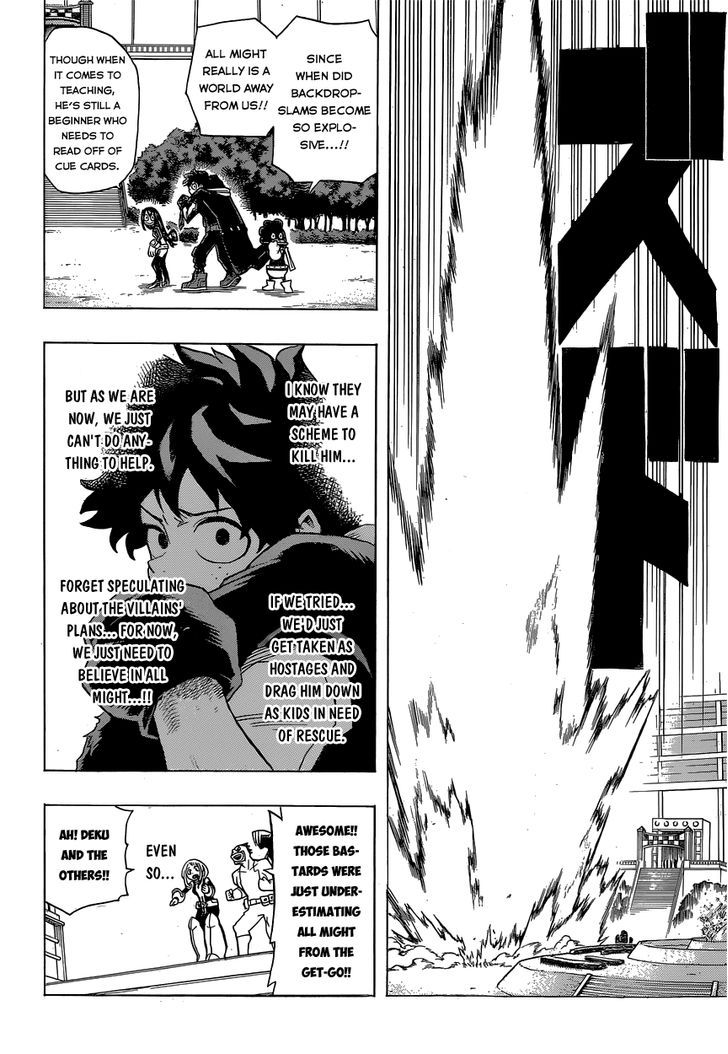 ズドン
SINCE
WHEN DID
BACKDROP-
SLAMS BECOME
SO EXPLO-
SIVE...!!
ALL MIGHT
REALLY IS A
WORLD AWAY
FROM US!!
THOUGH WHEN
IT COMES TO
TEACHING,
HE'S STILL A
BEGINNER WHO
NEEDS TO
READ OFF OF
CUE CARDS.
I KNOW THEY
MAY HAVE A
SCHEME TO
KILL HIM...
BUT AS WE ARE
NOW, WE JUST
CAN'T DO ANY-
THING TO HELP.
IF WE TRIED...
WE'D JUST
GET TAKEN AS
HOSTAGES AND
DRAG HIM DOWN
AS KIDS IN NEED
OF RESCUE.
FORGET SPECULATING
ABOUT THE VILLAINS'
PLANS... FOR NOW,
WE JUST NEED TO
BELIEVE IN ALL
MIGHT...!!
AWESOME!!
THOSE BAS-
TARDS WERE
JUST UNDER-
ESTIMATING
ALL MIGHT
FROM THE
GET-GO!!
EVEN
SO...
AH! DEKU
AND THE
OTHERS!!